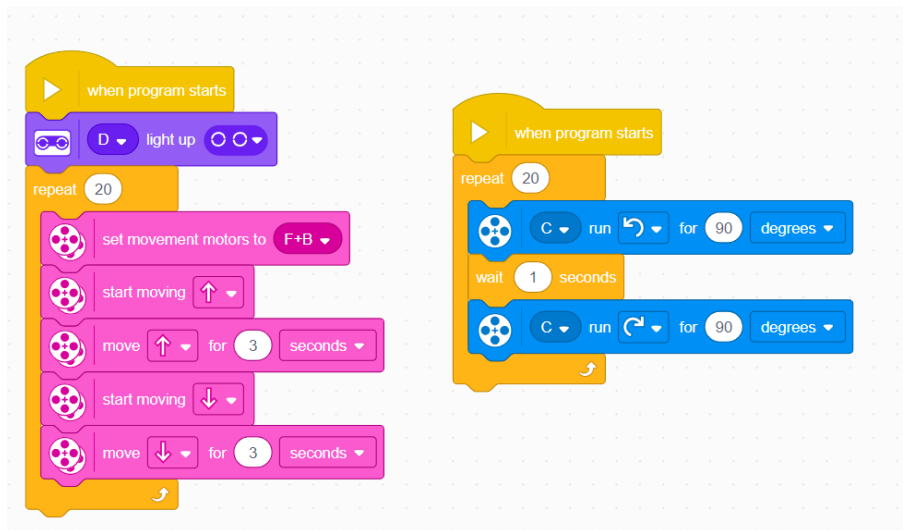 when program starts
D light up
repeat 20
set movement motors to F+B
start moving
move for 3 seconds
start moving
move for 3 seconds
when program starts
repeat 20
C run for 90 degrees
wait 1 seconds
C run for 90 degrees